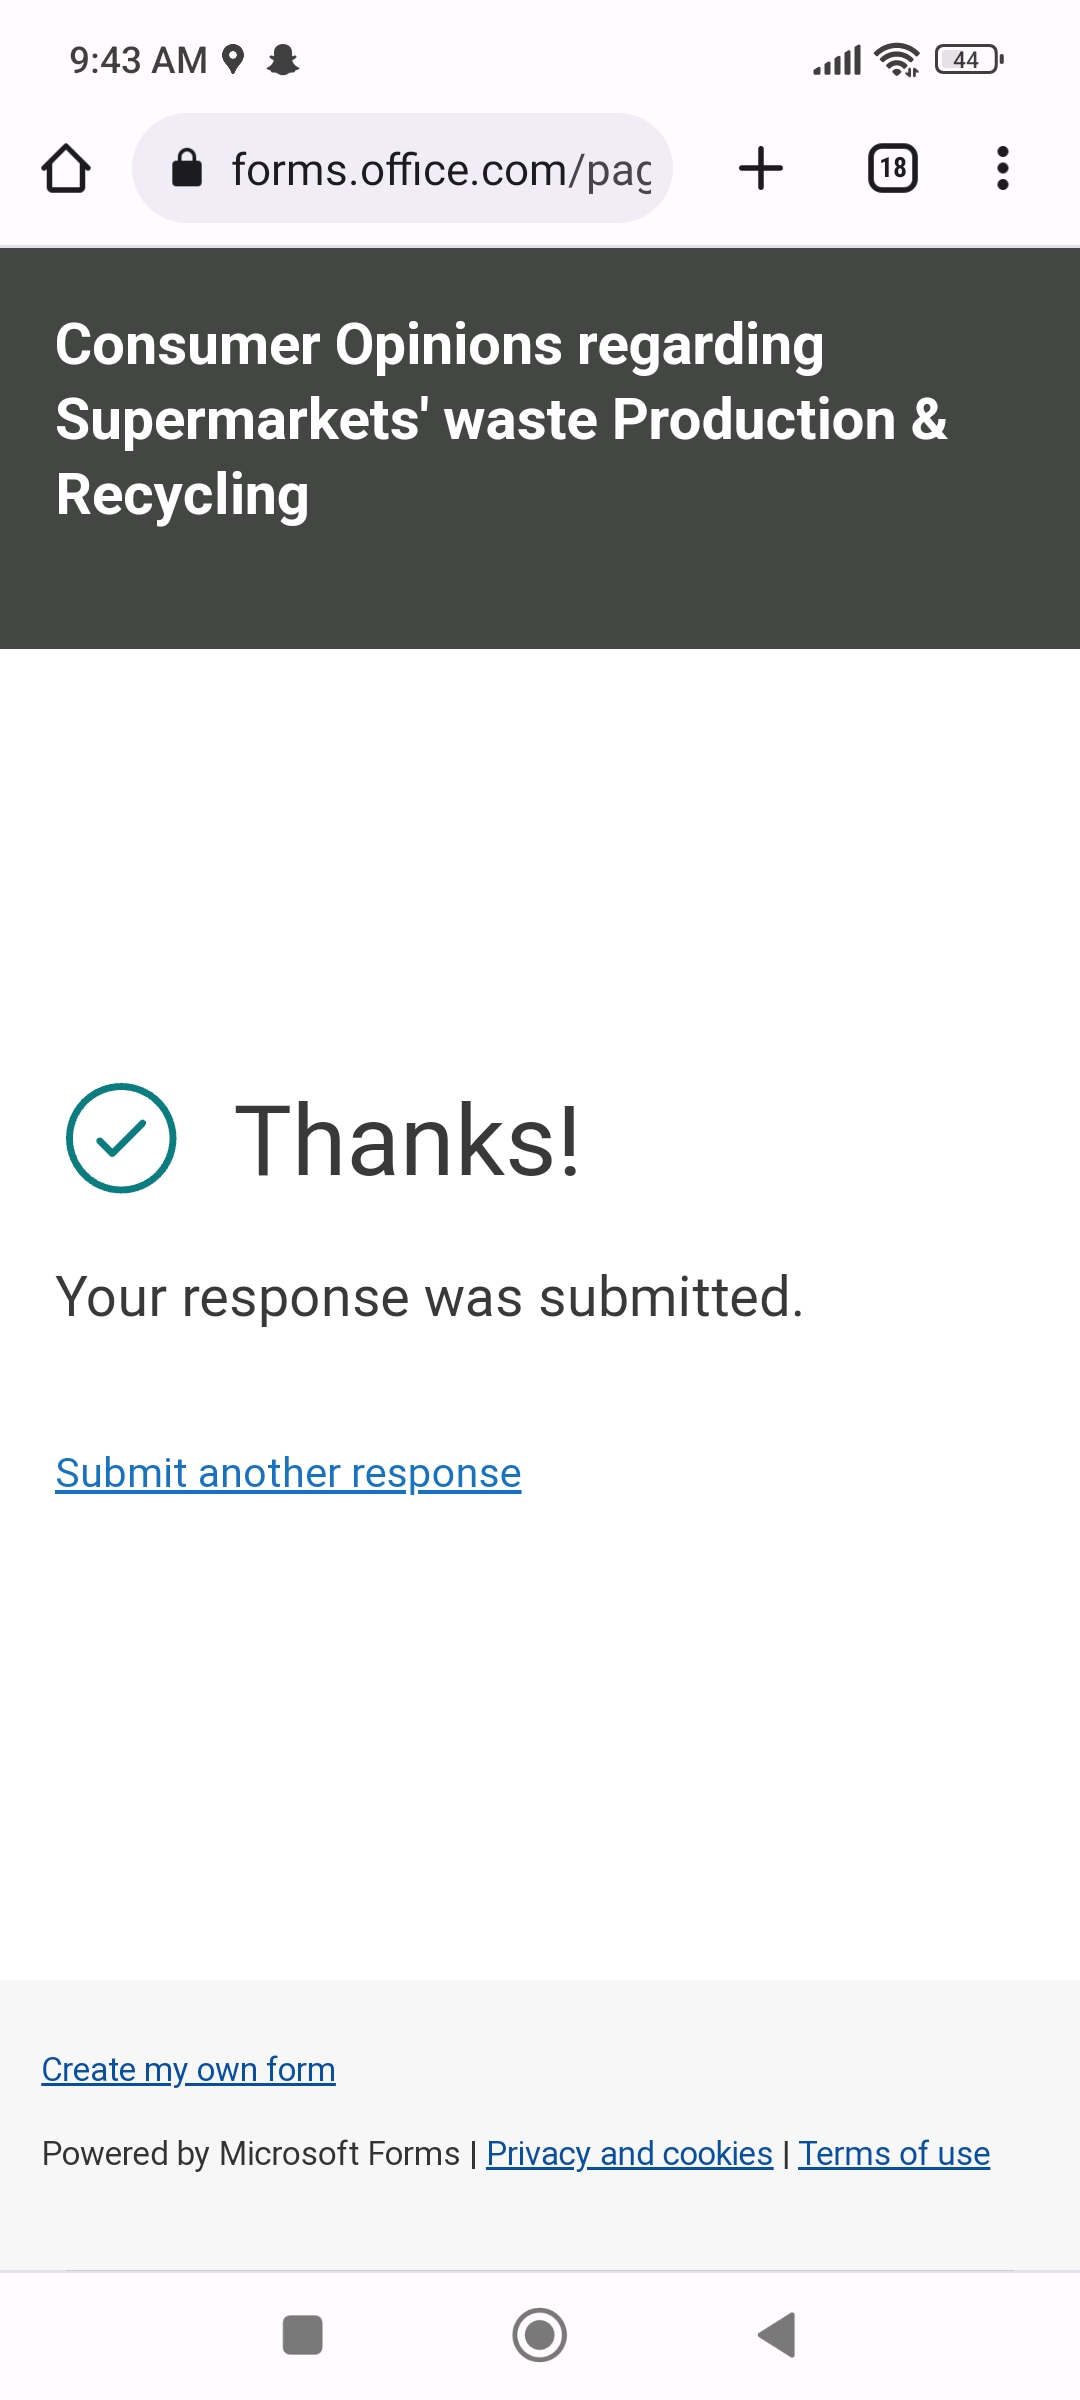 9:43 AM
44
forms.office.com/pag
18
Consumer Opinions regarding
Supermarkets' waste Production &
Recycling
Thanks!
Your response was submitted.
Submit another response
Create my own form
Powered by Microsoft Forms | Privacy and cookies | Terms of use